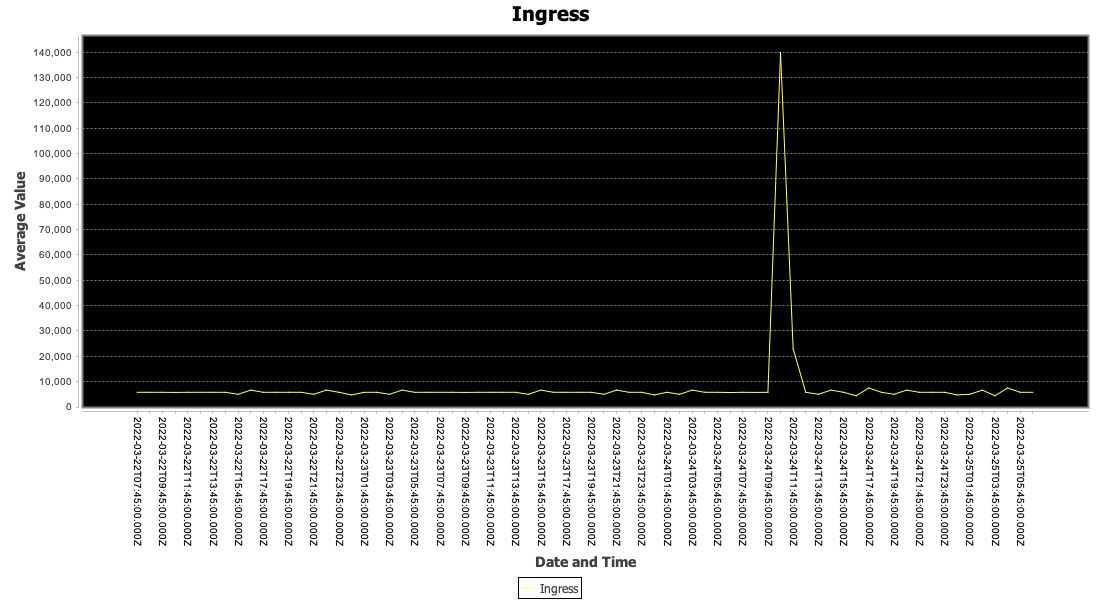 Ingress
140,000
130,000
120,000
110,000
100,000
90,000
80,000
70,000
60,000
50,000
40,000
30,000
20,000
10,000
0
Average Value
2022-03-22T07:45:00.000Z
2022-03-22T09:45:00.000Z
2022-03-22T11:45:00.000Z
2022-03-22T13:45:00.000Z
2022-03-22T15:45:00.000Z
2022-03-22T17:45:00.000Z
2022-03-22T19:45:00.000Z
2022-03-22T21:45:00.000Z
2022-03-22T23:45:00.000Z
2022-03-23T01:45:00.000Z
2022-03-23T03:45:00.000Z
2022-03-23T05:45:00.000Z
2022-03-23T07:45:00.000Z
2022-03-23T09:45:00.000Z
2022-03-23T11:45:00.000Z
2022-03-23T13:45:00.000Z
2022-03-23T15:45:00.000Z
2022-03-23T17:45:00.000Z
2022-03-23T19:45:00.000Z
2022-03-23T21:45:00.000Z
2022-03-23T23:45:00.000Z
2022-03-24T01:45:00.000Z
2022-03-24T03:45:00.000Z
2022-03-24T05:45:00.000Z
2022-03-24T07:45:00.000Z
2022-03-24T09:45:00.000Z
2022-03-24T11:45:00.000Z
2022-03-24T13:45:00.000Z
2022-03-24T15:45:00.000Z
2022-03-24T17:45:00.000Z
2022-03-24T19:45:00.000Z
2022-03-24T21:45:00.000Z
2022-03-24T23:45:00.000Z
2022-03-25T01:45:00.000Z
2022-03-25T03:45:00.000Z
2022-03-25T05:45:00.000Z
Date and Time
Ingress